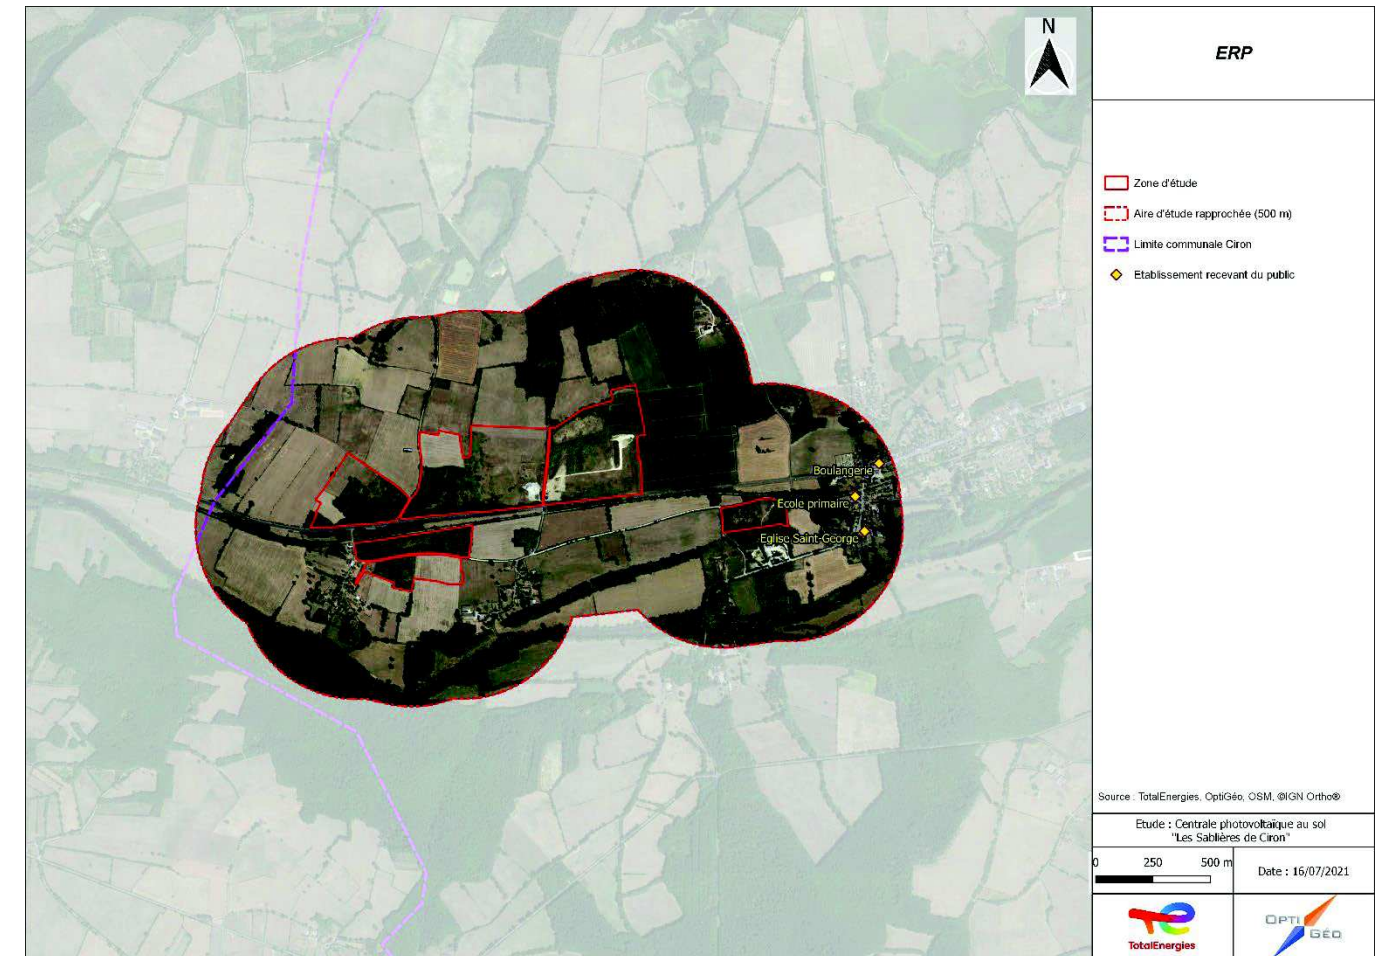 N
ERP
Zone d'étude
Aire d'étude rapprochée (500 m)
Limite communale Ciron
Etablissement recevant du public
Boulangerie
Ecole primaire
Eglise Saint-George
Source : TotalEnergies, OptiGéo, OSM, ©IGN Ortho®
Etude : Centrale photovoltaïque au sol
"Les Sablières de Ciron"
0 250 500 m
Date : 16/07/2021
TotalEnergies
OPTI
GÉO